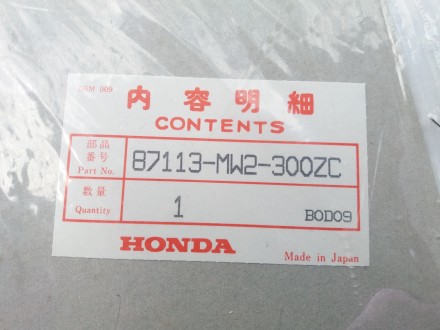 内容明細
CONTENTS
部品
番号
Part No.
87113-MW2-300ZC
数量
Quantity
1
B0D09
HONDA
Made in Japan